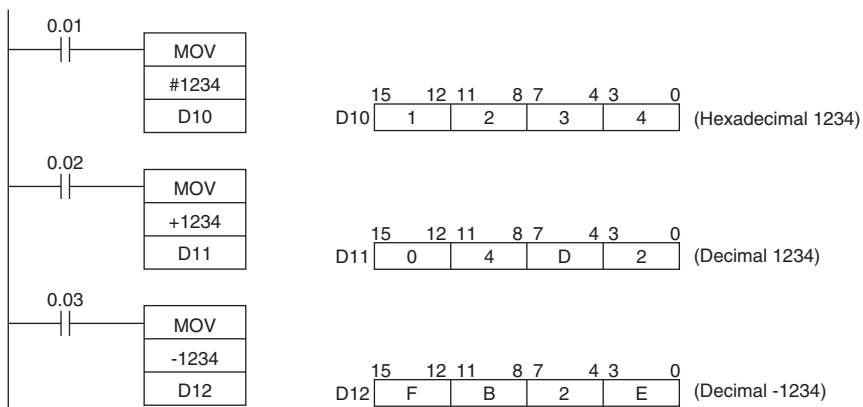 0.01
MOV
#1234
D10
15 12 11 8 7 4 3 0
D10 1 2 3 4 (Hexadecimal 1234)
0.02
MOV
+1234
D11
15 12 11 8 7 4 3 0
D11 0 4 D 2 (Decimal 1234)
0.03
MOV
-1234
D12
15 12 11 8 7 4 3 0
D12 F B 2 E (Decimal -1234)